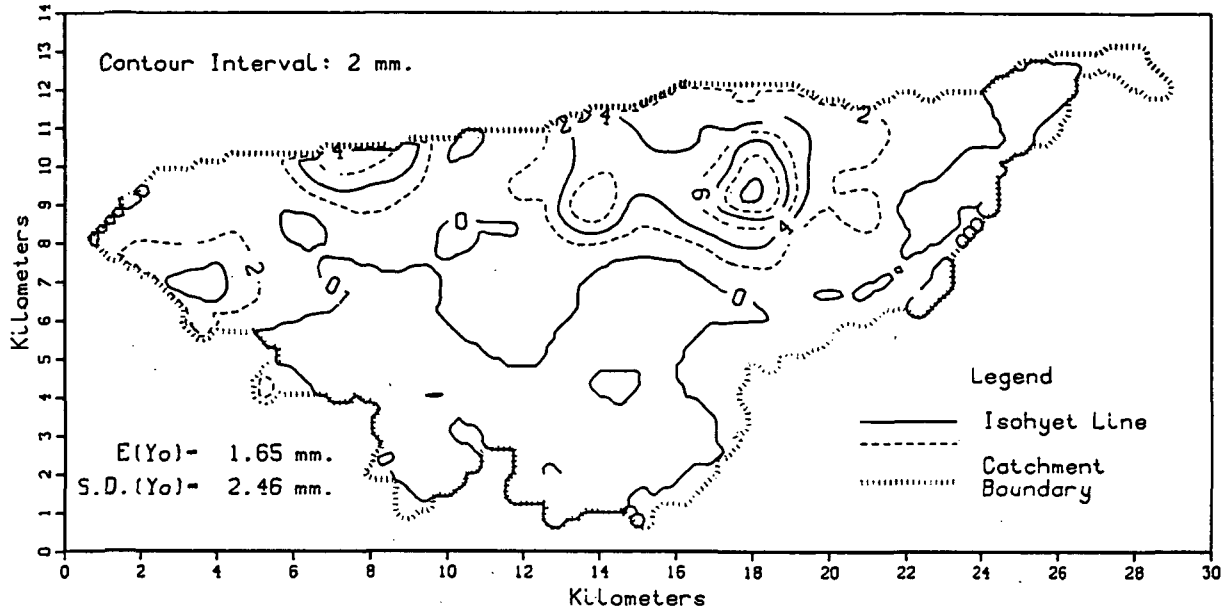 14
13
12
11
10
9
8
7
6
5
4
3
2
1
0
Kilometers
Contour Interval: 2 mm.
2
4
2
4
6
4
2
0
2
0
0
0
E(Yo)= 1.65 mm.
S.D.(Yo)= 2.46 mm.
Legend
Isohyet Line
Catchment
Boundary
0 2 4 6 8 10 12 14 16 18 20 22 24 26 28 30
Kilometers